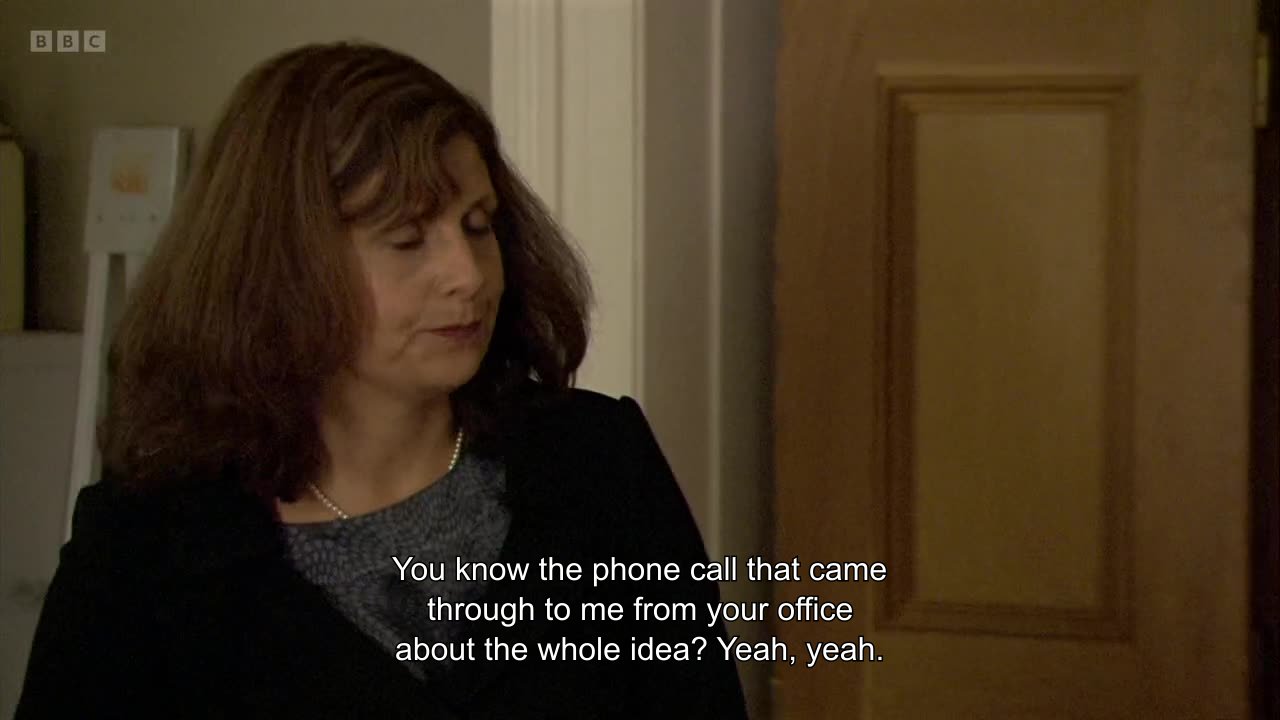 BBC
You know the phone call that came
through to me from your office
about the whole idea? Yeah, yeah.